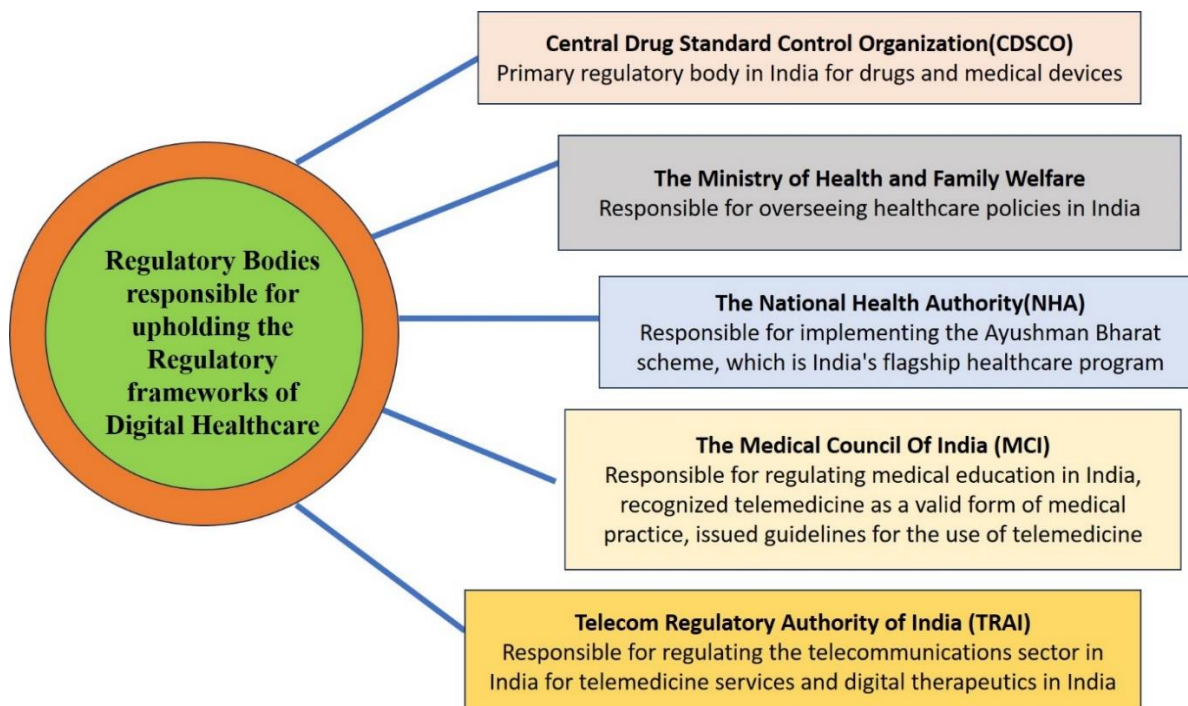 Regulatory Bodies
responsible for
upholding the
Regulatory
frameworks of
Digital Healthcare
Central Drug Standard Control Organization(CDSCO)
Primary regulatory body in India for drugs and medical devices
The Ministry of Health and Family Welfare
Responsible for overseeing healthcare policies in India
The National Health Authority(NHA)
Responsible for implementing the Ayushman Bharat
scheme, which is India's flagship healthcare program
The Medical Council Of India (MCI)
Responsible for regulating medical education in India,
recognized telemedicine as a valid form of medical
practice, issued guidelines for the use of telemedicine
Telecom Regulatory Authority of India (TRAI)
Responsible for regulating the telecommunications sector in
India for telemedicine services and digital therapeutics in India